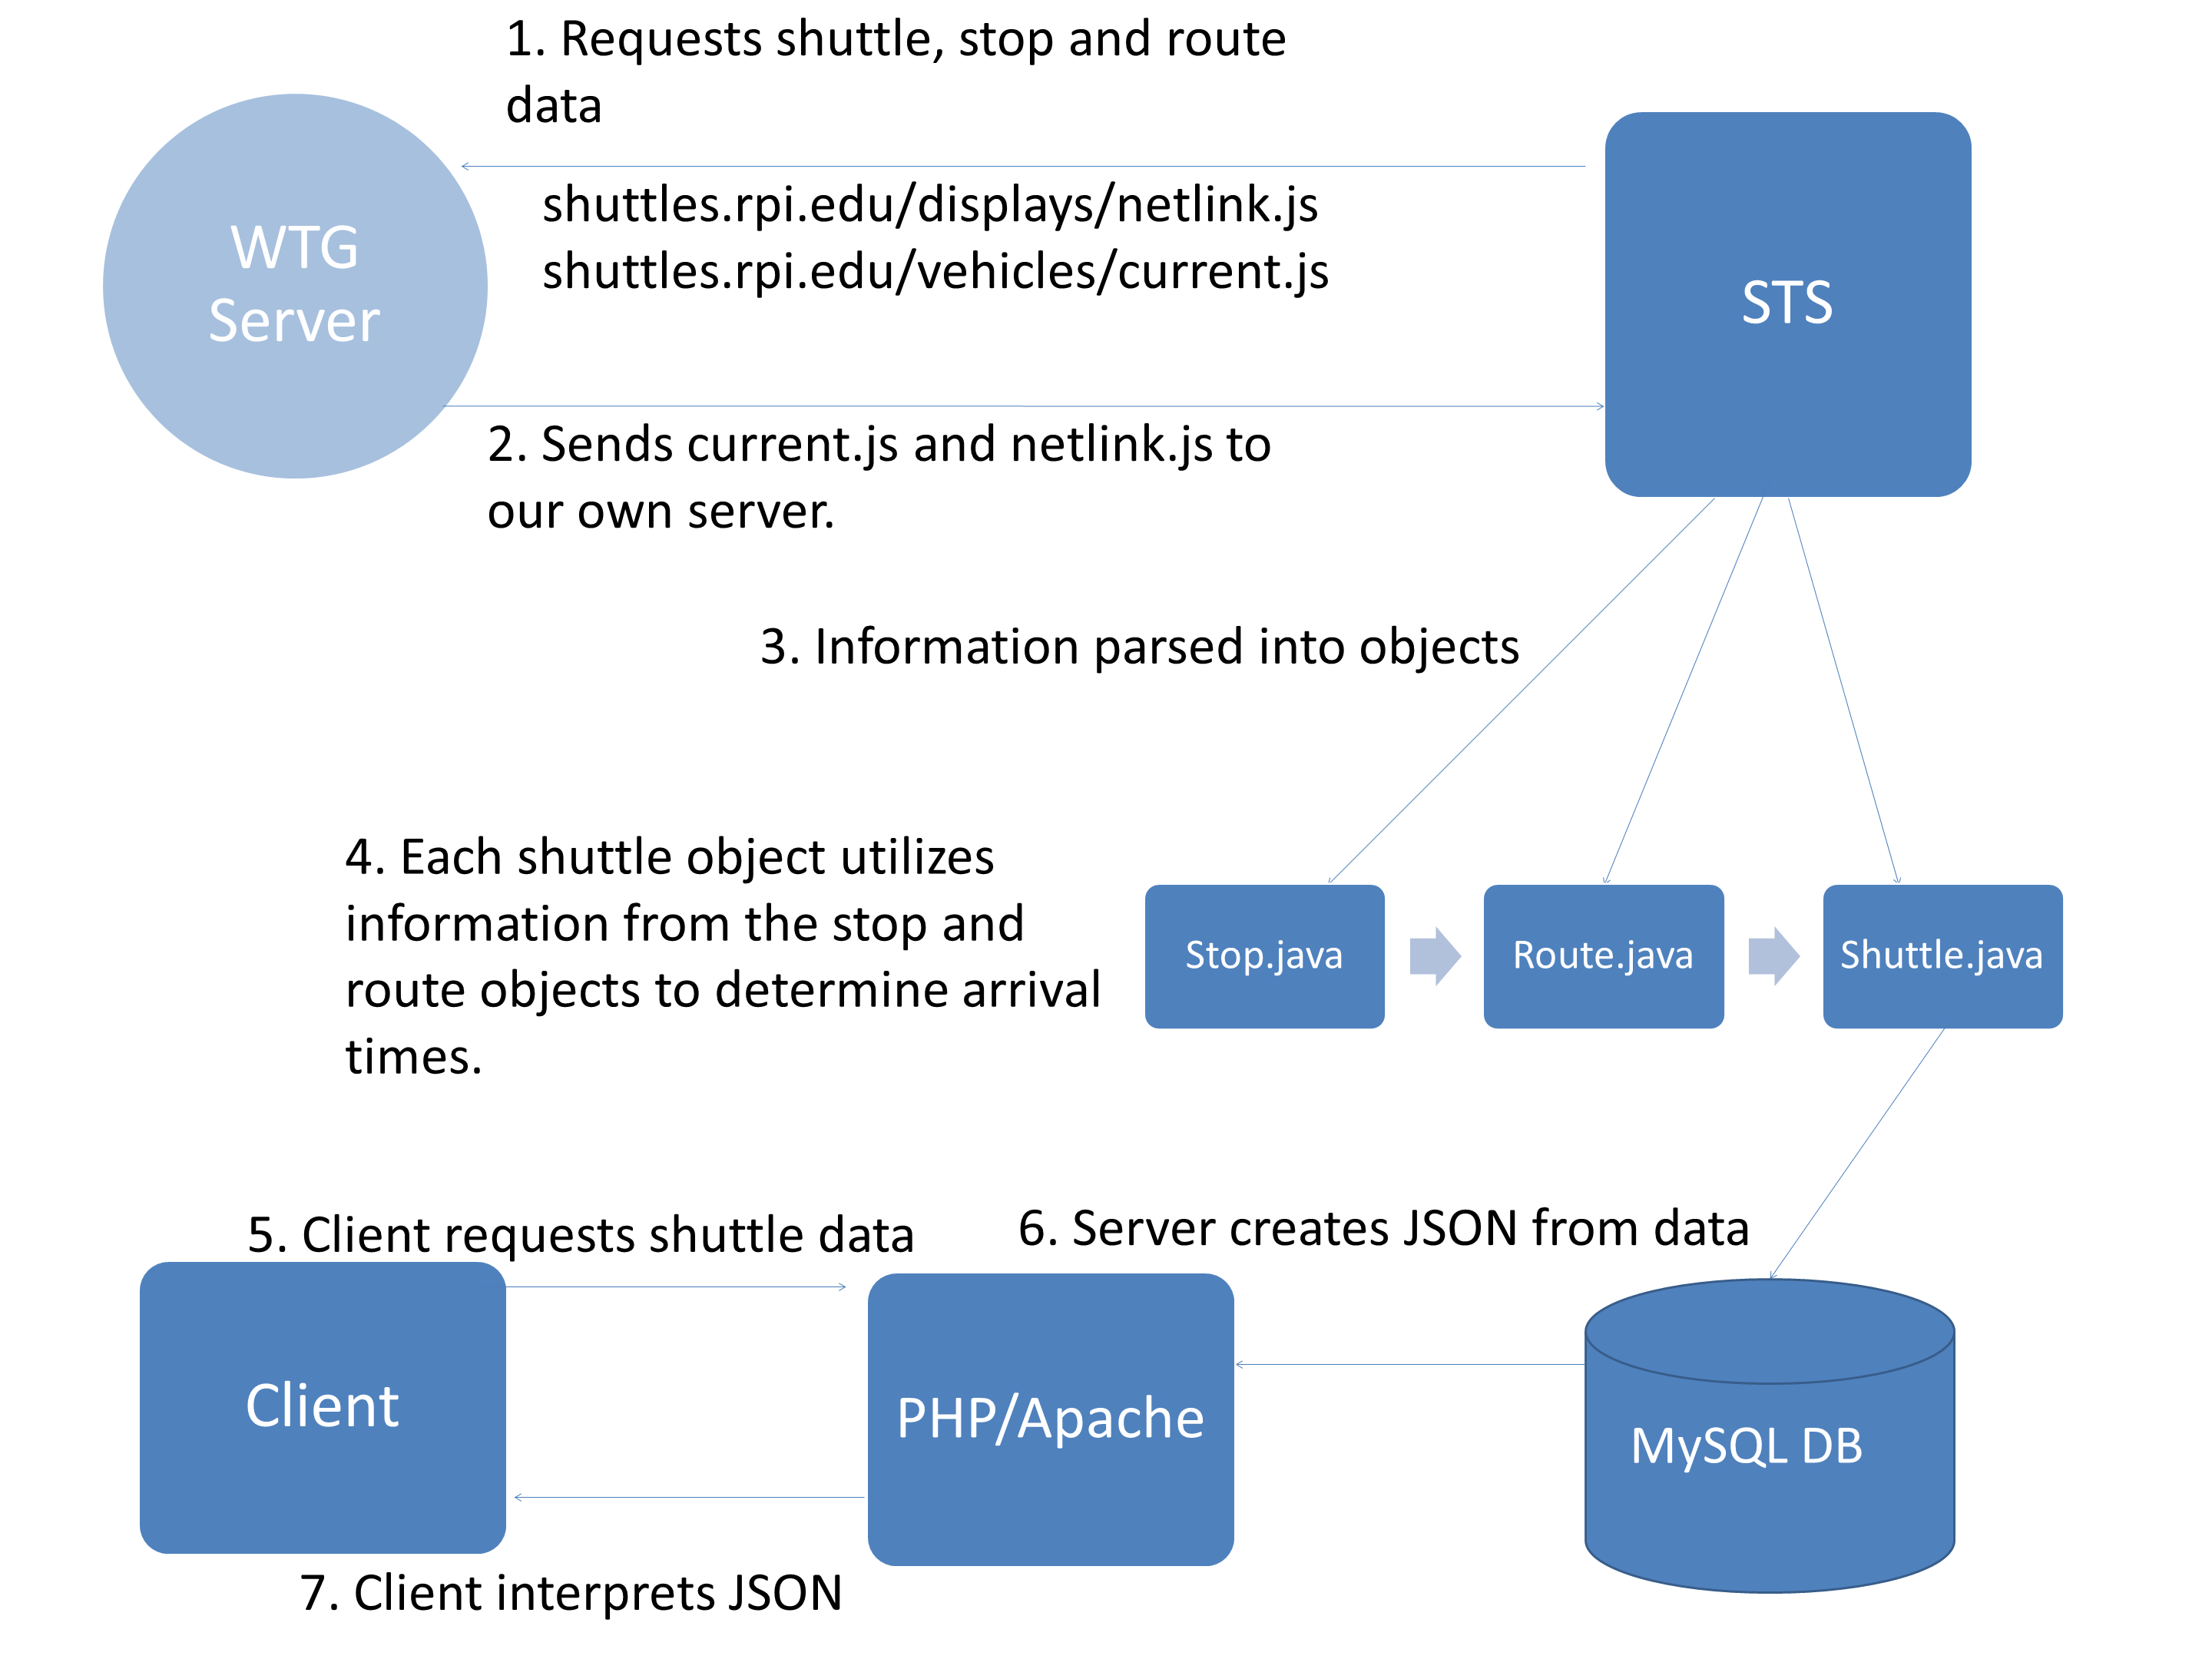 1. Requests shuttle, stop and route
data
shuttles.rpi.edu/displays/netlink.js
shuttles.rpi.edu/vehicles/current.js
WTG
Server
STS
2. Sends current.js and netlink.js to
our own server.
3. Information parsed into objects
4. Each shuttle object utilizes
information from the stop and
route objects to determine arrival
times.
Stop.java
Route.java
Shuttle.java
5. Client requests shuttle data
6. Server creates JSON from data
Client
PHP/Apache
MySQL DB
7. Client interprets JSON